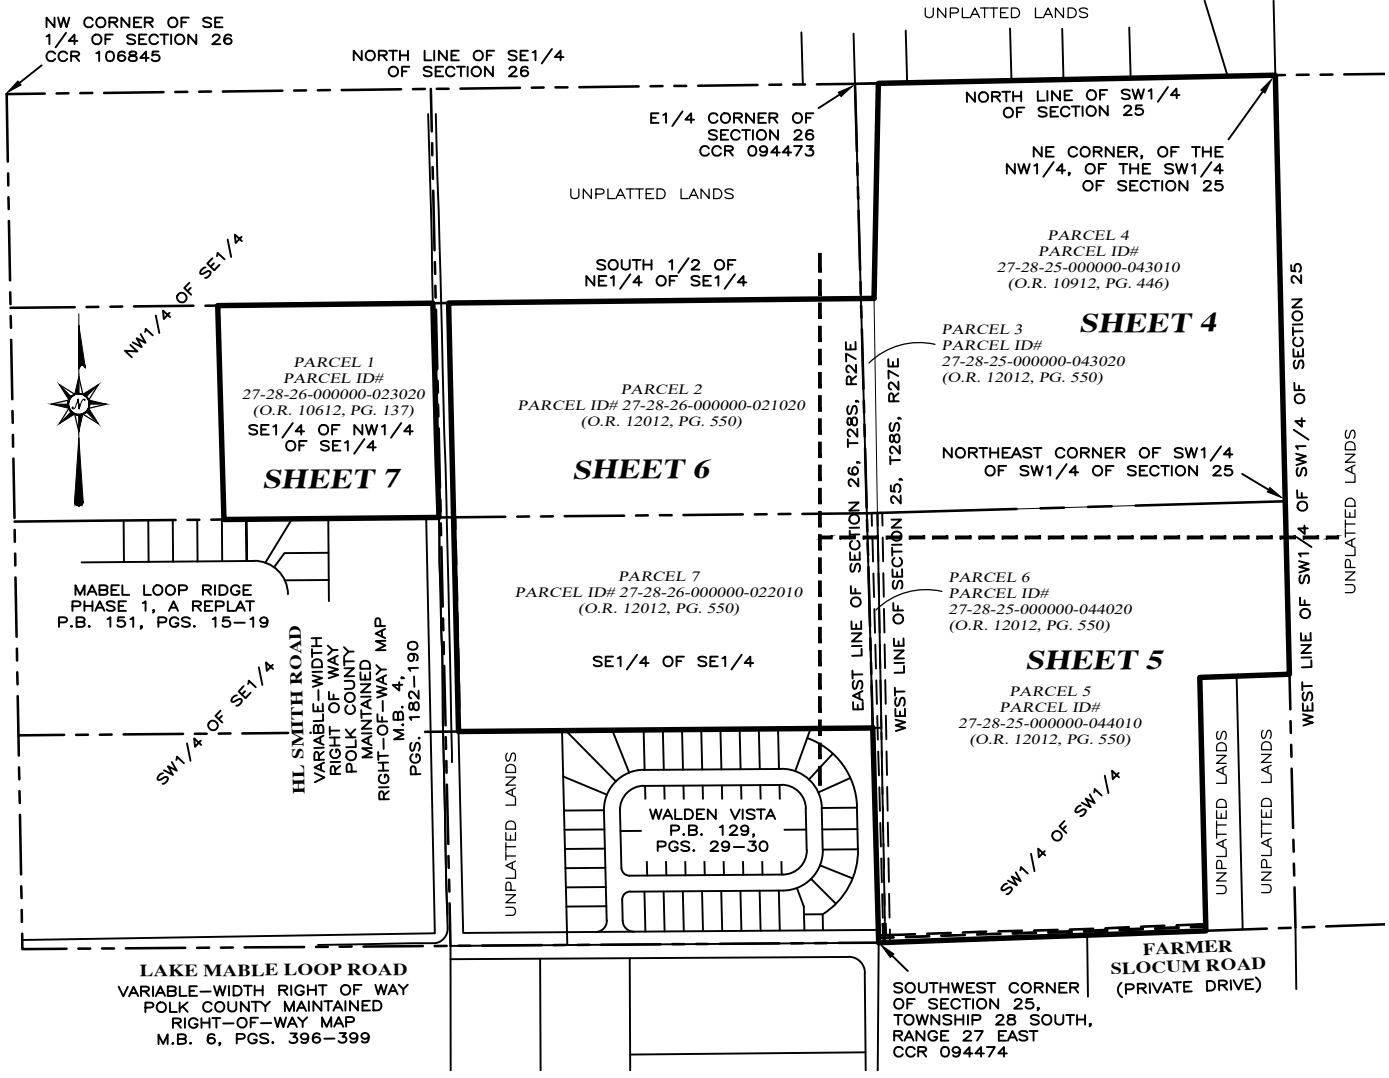 UNPLATTED LANDS
NW CORNER OF SE
1/4 OF SECTION 26
CCR 106845
NORTH LINE OF SE1/4
OF SECTION 26
E1/4 CORNER OF
SECTION 26
CCR 094473
NORTH LINE OF SW1/4
OF SECTION 25
NE CORNER, OF THE
NW1/4, OF THE SW1/4
OF SECTION 25
UNPLATTED LANDS
NW1/4 OF SE1/4
SOUTH 1/2 OF
NE1/4 OF SE1/4
PARCEL 4
PARCEL ID#
27-28-25-000000-043010
(O.R. 10912, PG. 446)
SHEET 4
PARCEL 3
PARCEL ID#
27-28-25-000000-043020
(O.R. 12012, PG. 550)
N
PARCEL 1
PARCEL ID#
27-28-26-000000-023020
(O.R. 10612, PG. 137)
SE1/4 OF NW1/4
OF SE1/4
SHEET 7
PARCEL 2
PARCEL ID# 27-28-26-000000-021020
(O.R. 12012, PG. 550)
SHEET 6
EAST LINE OF SECTION 26, T28S, R27E
WEST LINE OF SECTION 25, T28S, R27E
NORTHEAST CORNER OF SW1/4
OF SW1/4 OF SECTION 25
WEST LINE OF SW1/4 OF SW1/4 OF SECTION 25
UNPLATTED LANDS
MABEL LOOP RIDGE
PHASE 1, A REPLAT
P.B. 151, PGS. 15-19
SW1/4 OF SE1/4
HL SMITH ROAD
VARIABLE-WIDTH
RIGHT OF WAY
POLK COUNTY
MAINTAINED
RIGHT-OF-WAY MAP
M.B. 4,
PGS. 182-190
PARCEL 7
PARCEL ID# 27-28-26-000000-022010
(O.R. 12012, PG. 550)
SE1/4 OF SE1/4
PARCEL 6
PARCEL ID#
27-28-25-000000-044020
(O.R. 12012, PG. 550)
SHEET 5
PARCEL 5
PARCEL ID#
27-28-25-000000-044010
(O.R. 12012, PG. 550)
SW1/4 OF SW1/4
UNPLATTED LANDS
UNPLATTED LANDS
UNPLATTED LANDS
WALDEN VISTA
P.B. 129,
PGS. 29-30
LAKE MABLE LOOP ROAD
VARIABLE-WIDTH RIGHT OF WAY
POLK COUNTY MAINTAINED
RIGHT-OF-WAY MAP
M.B. 6, PGS. 396-399
FARMER
SLOCUM ROAD
(PRIVATE DRIVE)
SOUTHWEST CORNER
OF SECTION 25,
TOWNSHIP 28 SOUTH,
RANGE 27 EAST
CCR 094474